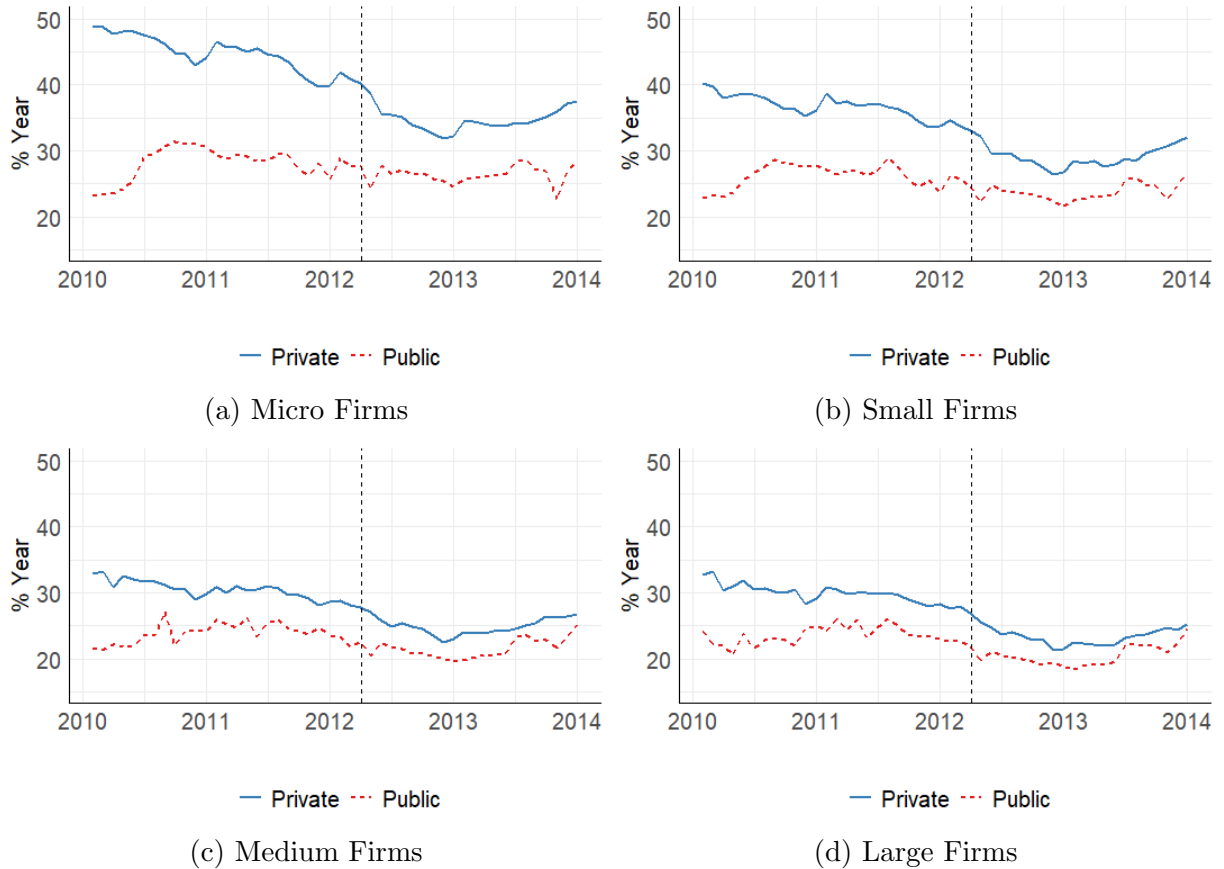 50
40
30
20
% Year
2010 2011 2012 2013 2014
Private Public
(a) Micro Firms
50
40
30
20
% Year
2010 2011 2012 2013 2014
Private Public
(b) Small Firms
50
40
30
20
% Year
2010 2011 2012 2013 2014
Private Public
(c) Medium Firms
50
40
30
20
% Year
2010 2011 2012 2013 2014
Private Public
(d) Large Firms